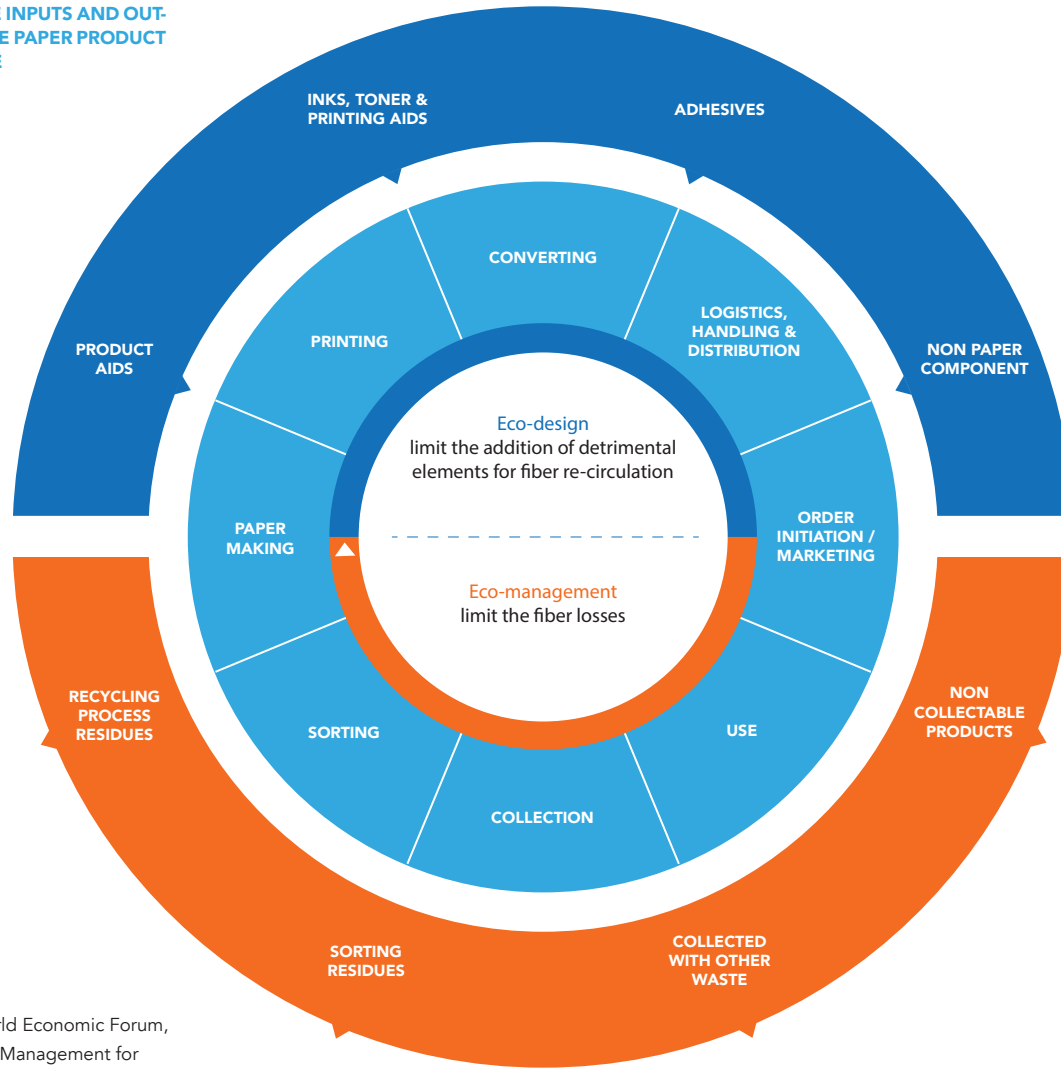 INPUTS AND OUT-
PAPER PRODUCT
INKS, TONER &
PRINTING AIDS
ADHESIVES
CONVERTING
LOGISTICS,
HANDLING &
DISTRIBUTION
PRINTING
PRODUCT
AIDS
NON PAPER
COMPONENT
Eco-design
limit the addition of detrimental
elements for fiber re-circulation
PAPER
MAKING
ORDER
INITIATION /
MARKETING
Eco-management
limit the fiber losses
RECYCLING
PROCESS
RESIDUES
NON
COLLECTABLE
PRODUCTS
SORTING
USE
COLLECTION
SORTING
RESIDUES
COLLECTED
WITH OTHER
WASTE
Economic Forum,
Management for